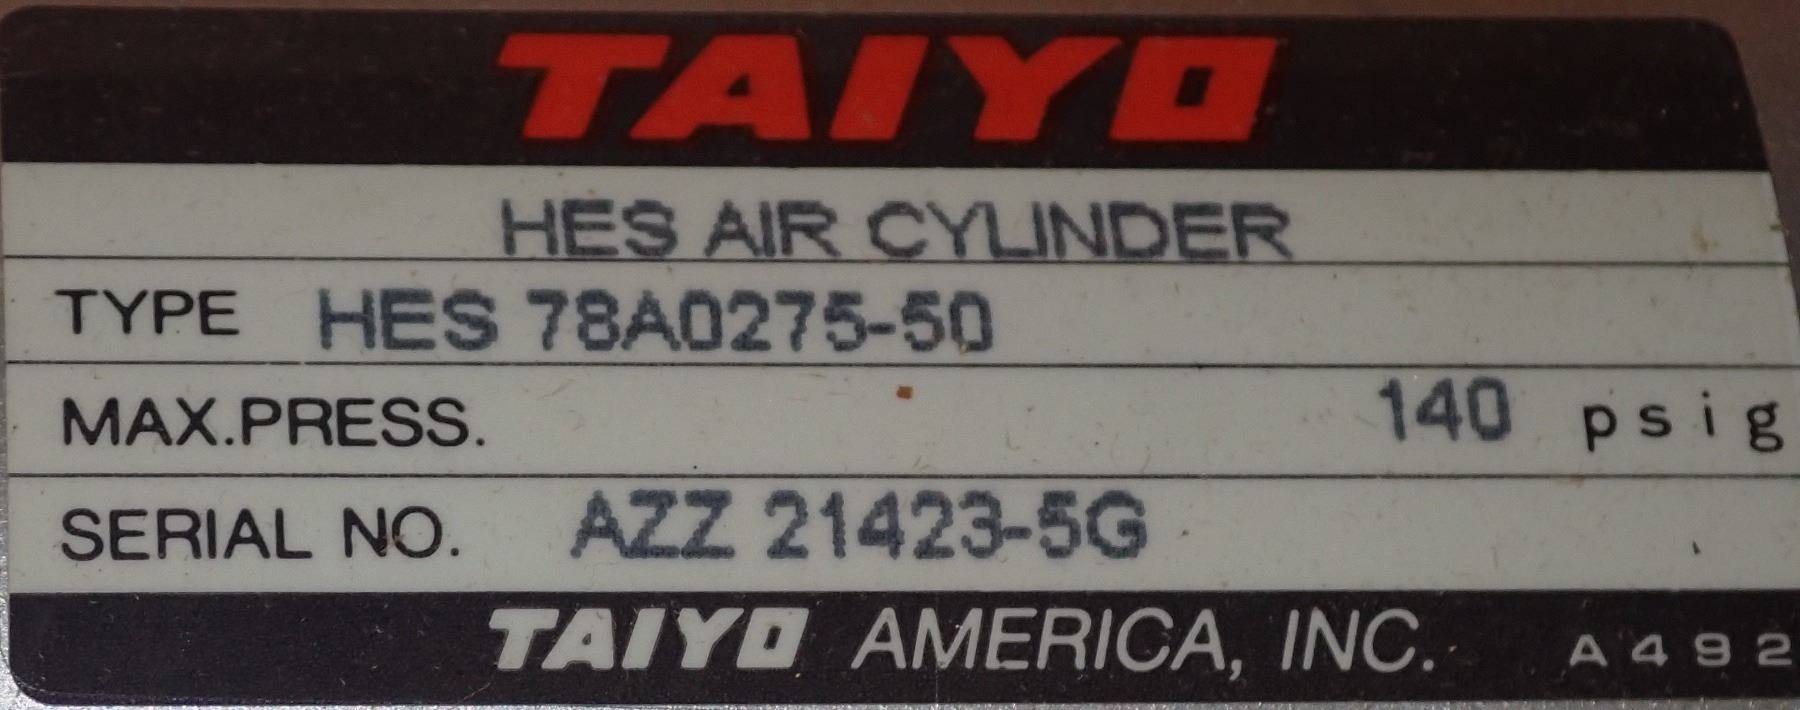 TAIYO
HES AIR CYLINDER
TYPE HES 78A0275-50
MAX.PRESS. 140 psig
SERIAL NO. AZZ 21423-5G
TAIYO AMERICA, INC. A492